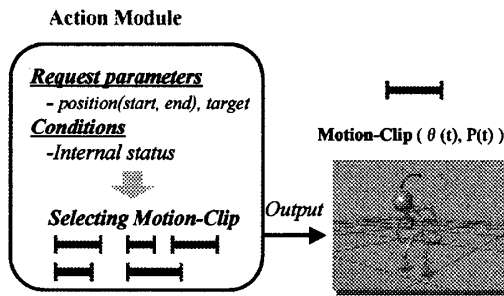 Action Module
Request parameters
- position(start, end), target
Conditions
-Internal status
Selecting Motion-Clip
Output
Motion-Clip ( θ (t), P(t) )